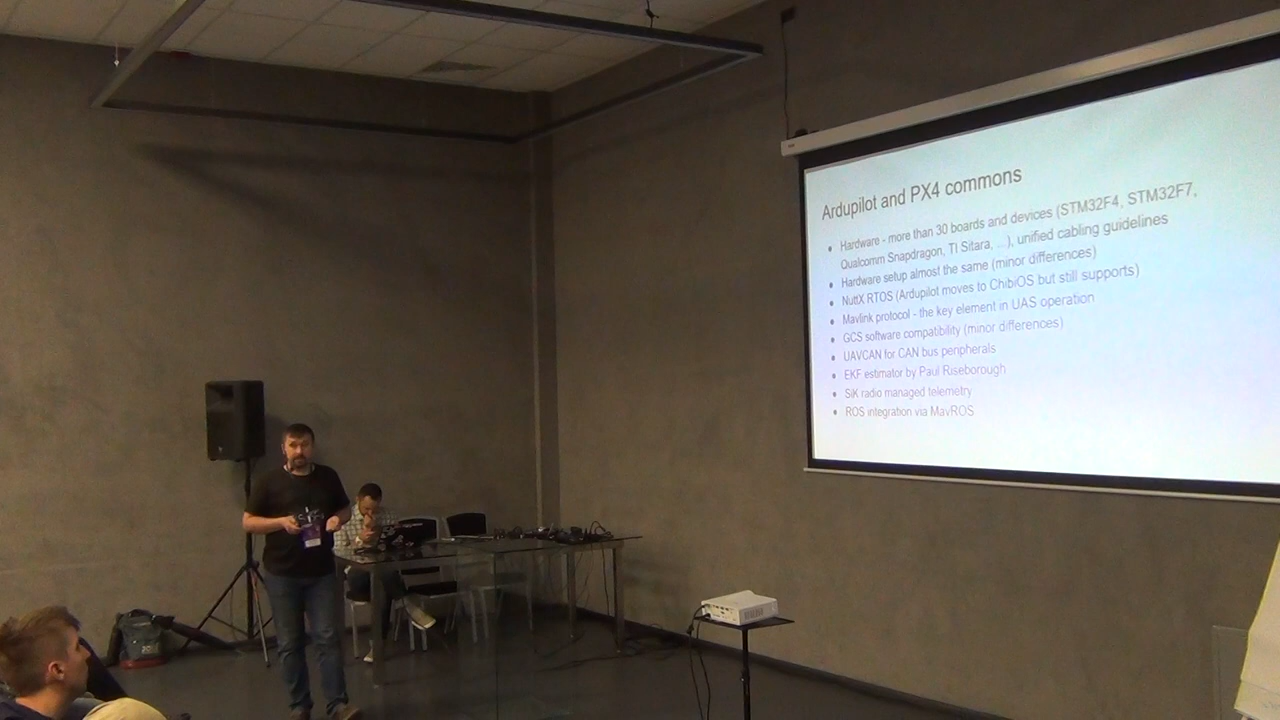 Ardupilot and PX4 commons
● Hardware - more than 30 boards and devices (STM32F4, STM32F7,
Qualcomm Snapdragon, TI Sitara, ...), unified cabling guidelines
● Hardware setup almost the same (minor differences)
● NuttX RTOS (Ardupilot moves to ChibiOS but still supports)
● Mavlink protocol - the key element in UAS operation
● GCS software compatibility (minor differences)
● UAVCAN for CAN bus peripherals
● EKF estimator by Paul Riseborough
● SiK radio managed telemetry
● ROS integration via MavROS